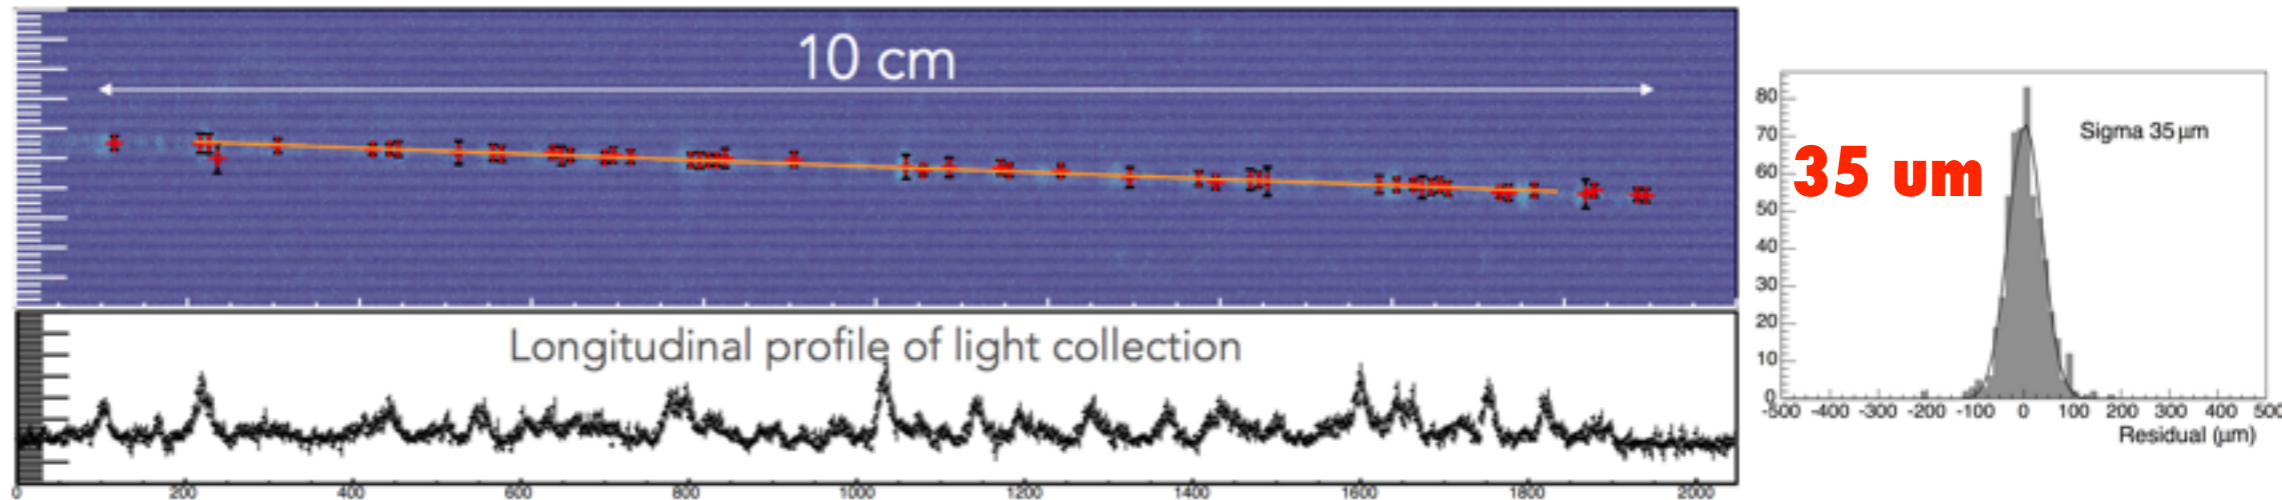 10 cm
Longitudinal profile of light collection
0 200 400 600 800 1000 1200 1400 1600 1800 2000
80
70
60
50
40
30
20
10
0
Sigma 35 μm
35 um
-500 -400 -300 -200 -100 0 100 200 300 400 500
Residual (μm)